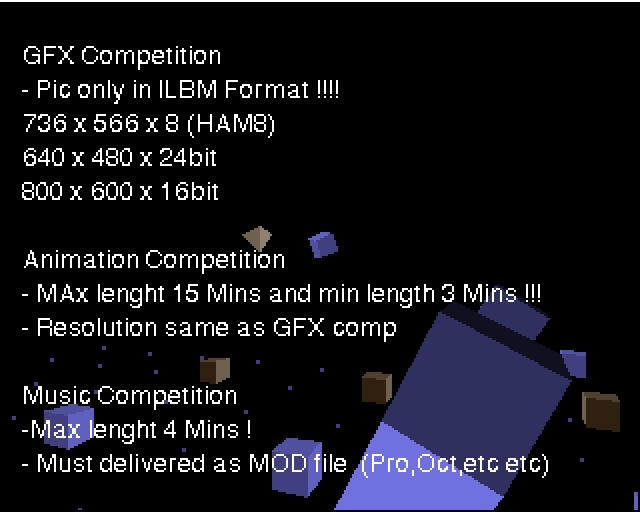 GFX Competition
- Pic only in ILBM Format !!!!
736 x 566 x 8 (HAM8)
640 x 480 x 24bit
800 x 600 x 16bit
Animation Competition
- MAx lenght 15 Mins and min length 3 Mins !!!
- Resolution same as GFX comp
Music Competition
-Max lenght 4 Mins !
- Must delivered as MOD file (Pro,Oct,etc etc)